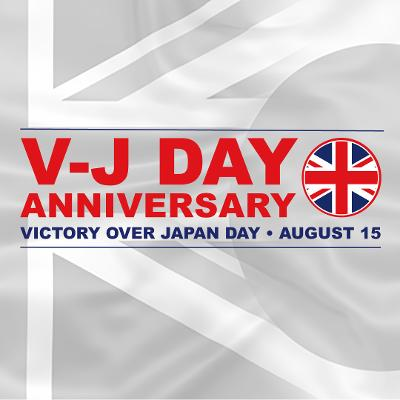 V-J DAY
ANNIVERSARY
VICTORY OVER JAPAN DAY • AUGUST 15